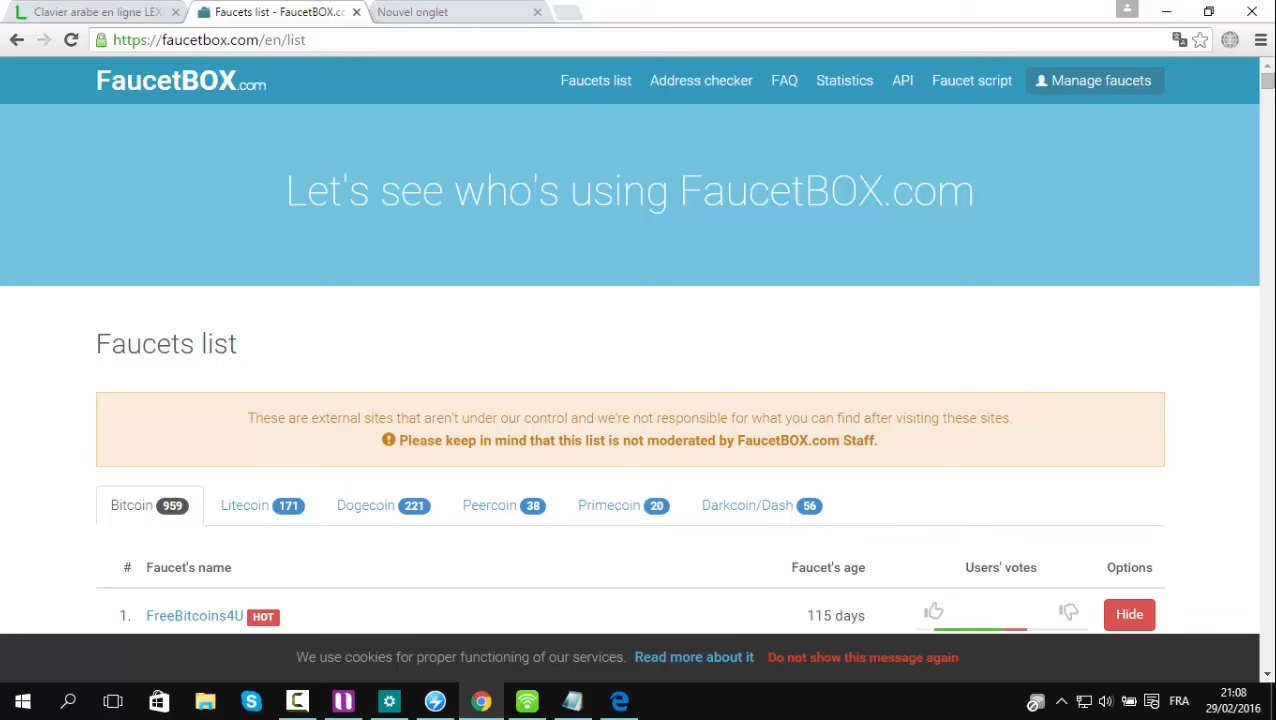 Clavier arabe en ligne LEXI
Faucets list - FaucetBOX.co
Nouvel onglet
https://faucetbox.com/en/list
FaucetBOX.com
Faucets list
Address checker
FAQ
Statistics
API
Faucet script
Manage faucets
Let's see who's using FaucetBOX.com
Faucets list
These are external sites that aren't under our control and we're not responsible for what you can find after visiting these sites.
Please keep in mind that this list is not moderated by FaucetBOX.com Staff.
Bitcoin 959
Litecoin 171
Dogecoin 221
Peercoin 38
Primecoin 20
Darkcoin/Dash 56
# Faucet's name Faucet's age Users' votes Options
1. FreeBitcoins4U HOT 115 days Hide
We use cookies for proper functioning of our services. Read more about it Do not show this message again
FRA
21:08
29/02/2016